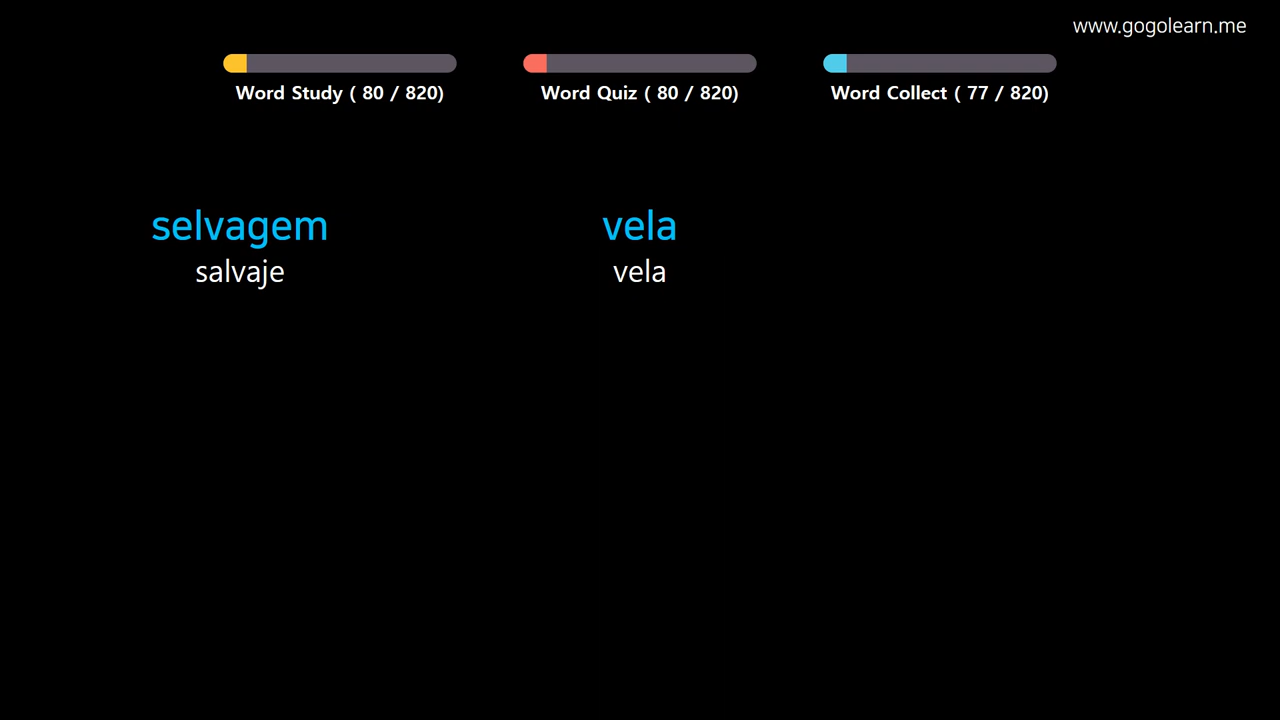 www.gogolearn.me
Word Study ( 80 / 820)
Word Quiz ( 80 / 820)
Word Collect ( 77 / 820)
selvagem
salvaje
vela
vela